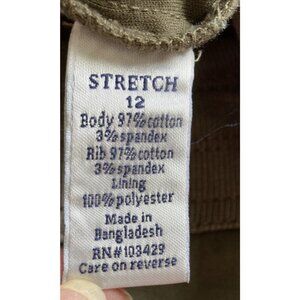 STRETCH
12
Body 97% cotton
3% spandex
Rib 97% cotton
3% spandex
Lining
100% polyester
Made in
Bangladesh
RN#103429
Care on reverse